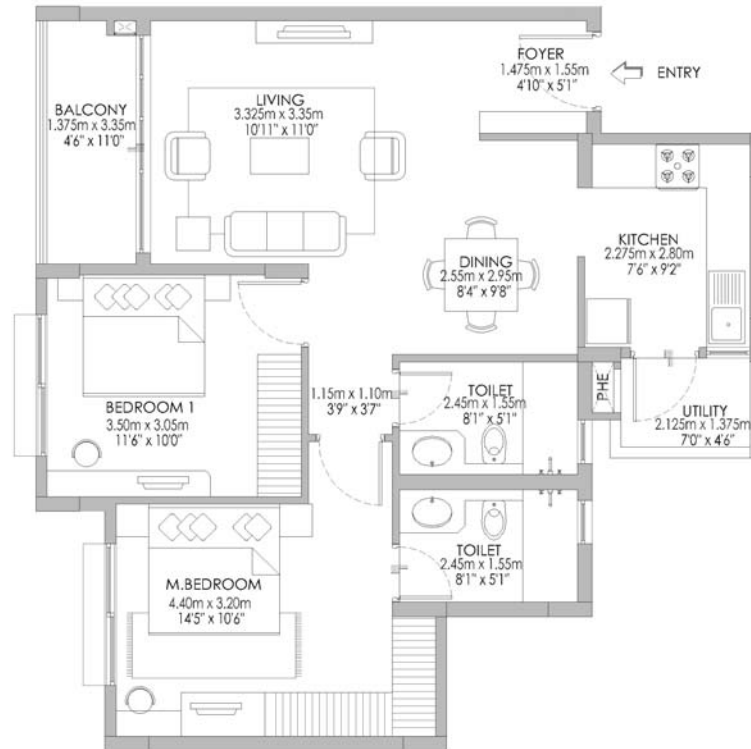 FOYER
1.475m x 1.55m
4'10" x 5'1"
ENTRY
BALCONY
1.375m x 3.35m
4'6" x 11'0"
LIVING
3.325m x 3.35m
10'11" x 11'0"
KITCHEN
2.275m x 2.80m
7'6" x 9'2"
DINING
2.55m x 2.95m
8'4" x 9'8"
BEDROOM 1
3.50m x 3.05m
11'6" x 10'0"
1.15m x 1.10m
3'9" x 3'7"
TOILET
2.45m x 1.55m
8'1" x 5'1"
PHE
UTILITY
2.125m x 1.375m
7'0" x 4'6"
M.BEDROOM
4.40m x 3.20m
14'5" x 10'6"
TOILET
2.45m x 1.55m
8'1" x 5'1"